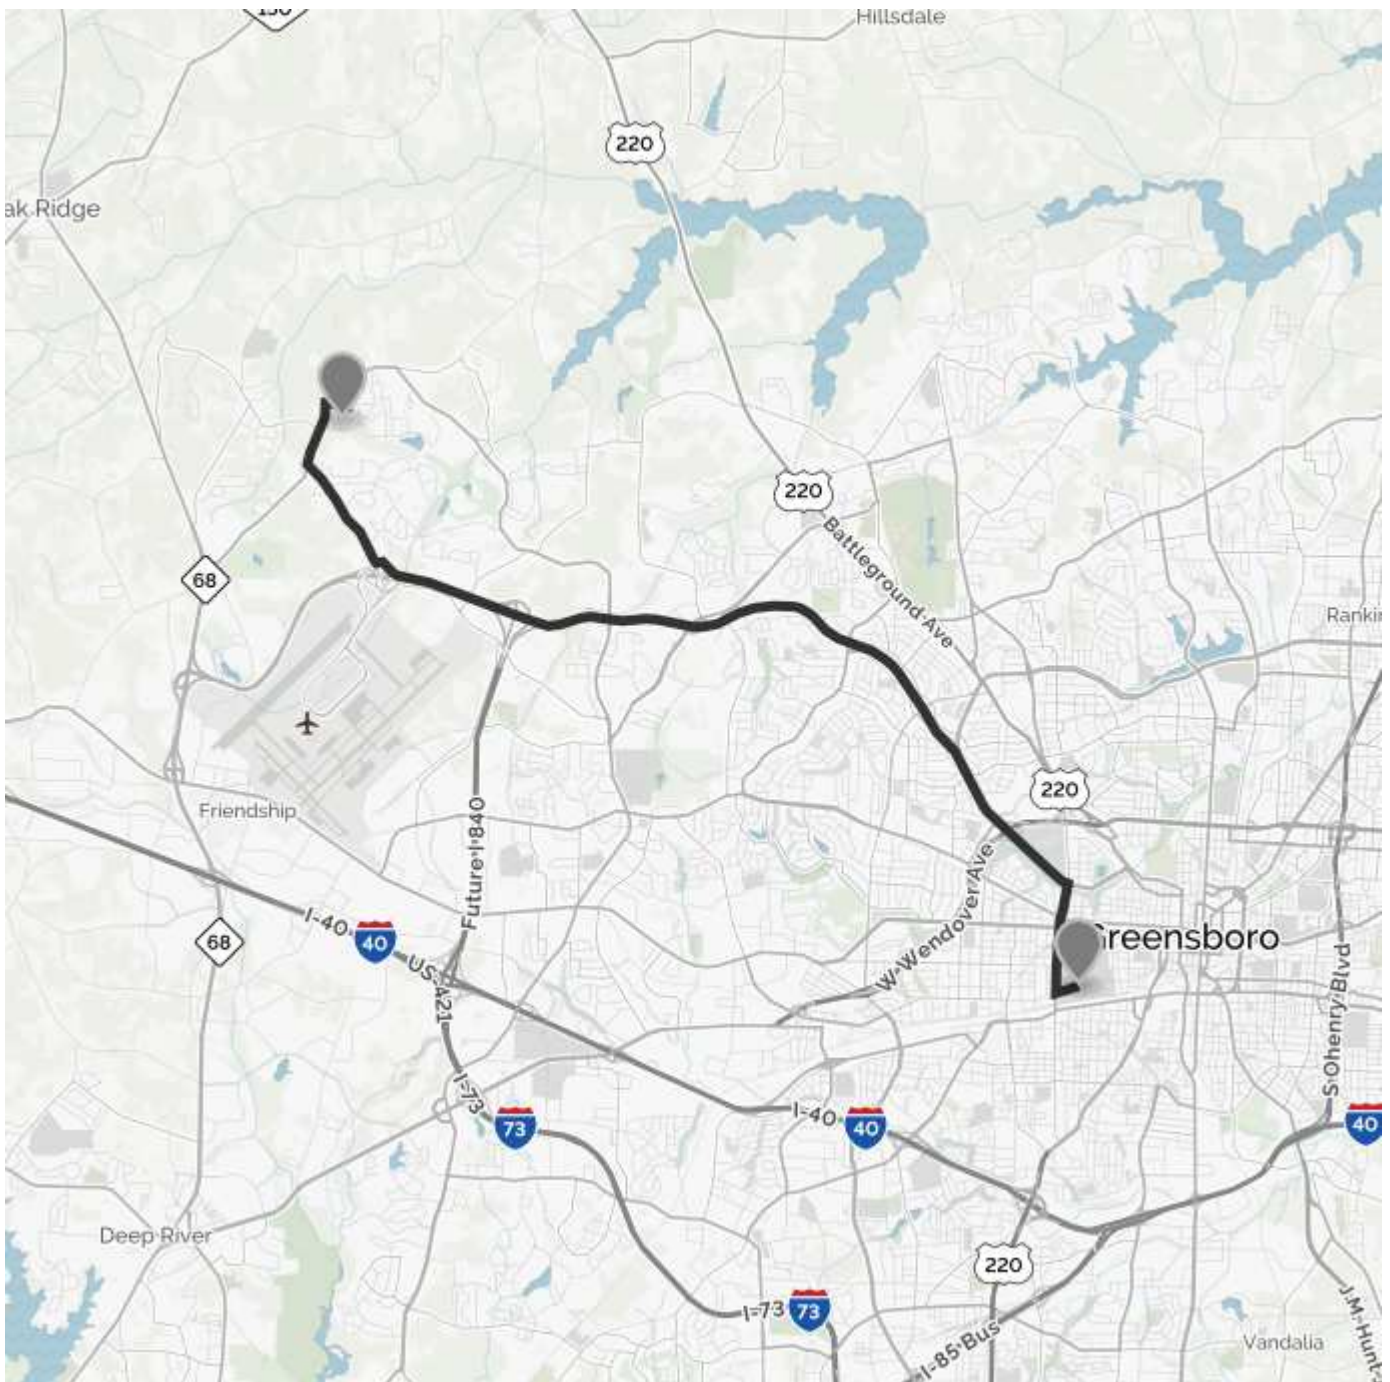 150
Hillsdale
220
ak Ridge
220
Battleground Ave
68
Rankin
220
Friendship
Future I-840
W Wendover Ave
68
I-40
40
US-421
Greensboro
S Ohenry Blvd
I-73
73
I-40
40
40
Deep River
220
I-73
73
I-85 Bus
J.M. Hunt
Vandalia